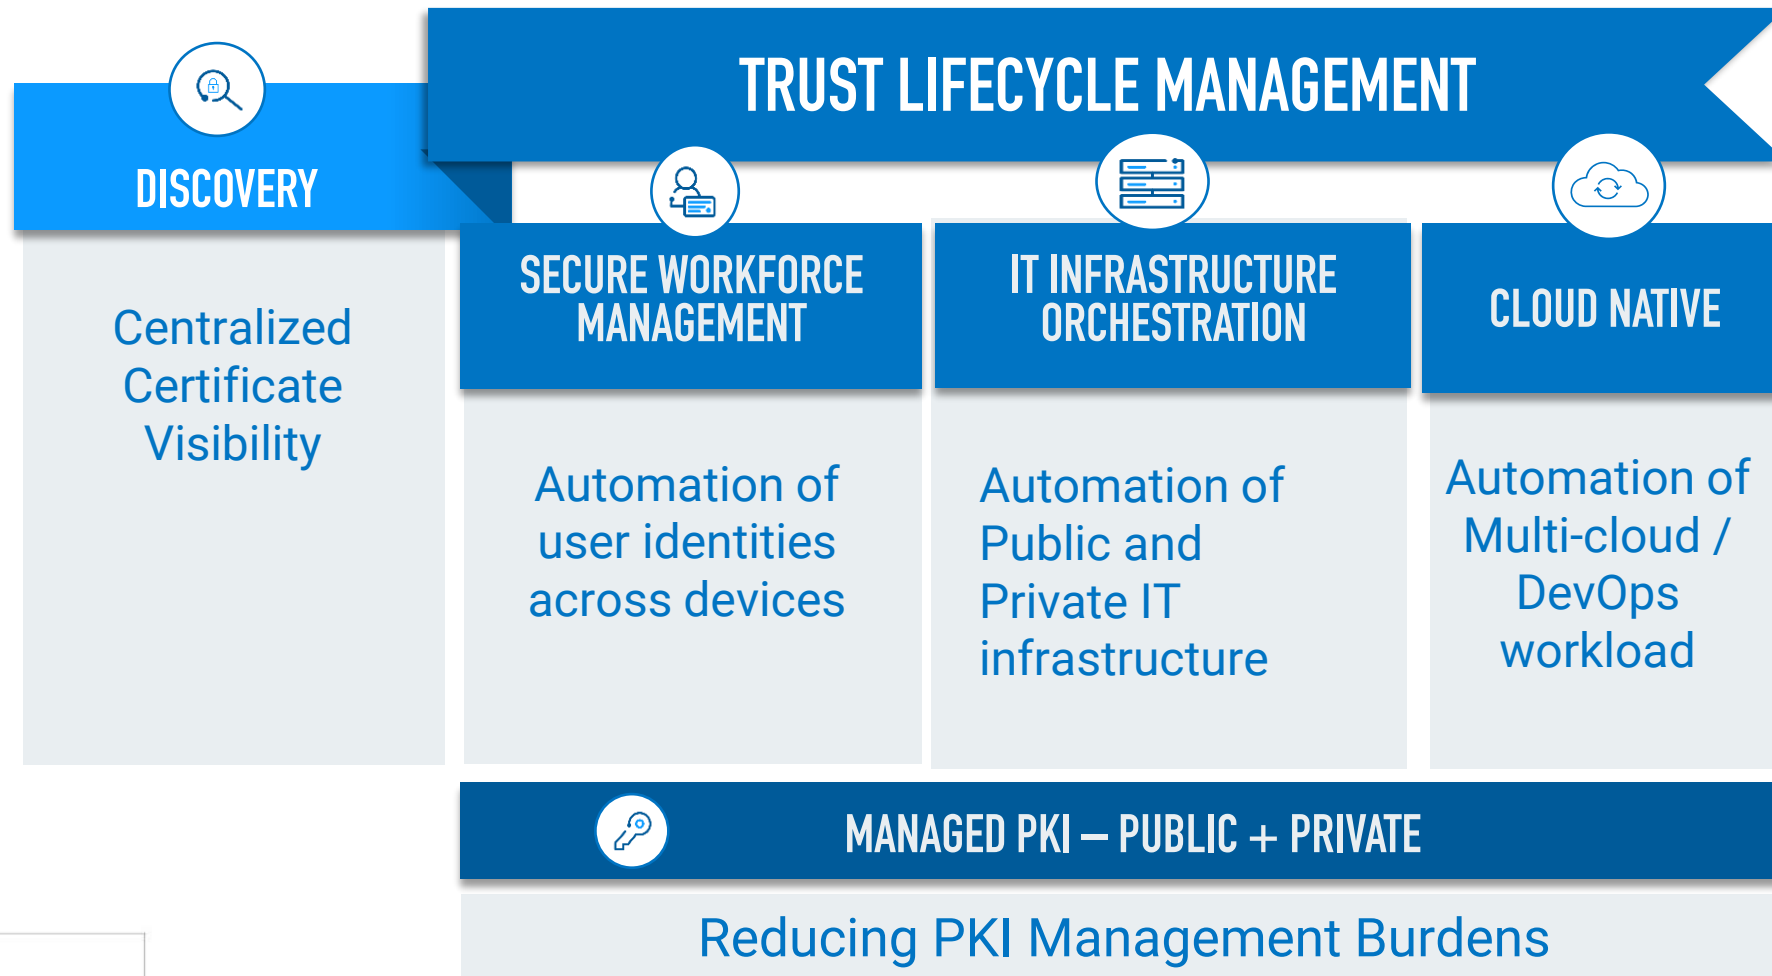 TRUST LIFECYCLE MANAGEMENT
DISCOVERY
Centralized
Certificate
Visibility
SECURE WORKFORCE
MANAGEMENT
Automation of
user identities
across devices
IT INFRASTRUCTURE
ORCHESTRATION
Automation of
Public and
Private IT
infrastructure
CLOUD NATIVE
Automation of
Multi-cloud /
DevOps
workload
MANAGED PKI – PUBLIC + PRIVATE
Reducing PKI Management Burdens